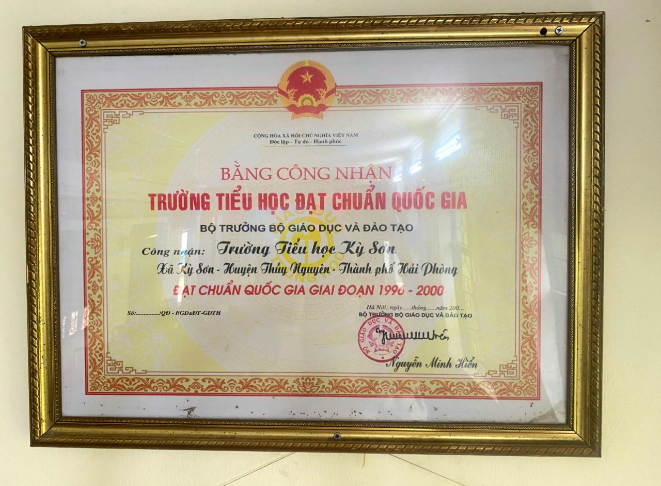 CỘNG HÒA XÃ HỘI CHỦ NGHĨA VIỆT NAM
Độc lập - Tự do - Hạnh phúc
BẰNG CÔNG NHẬN
TRƯỜNG TIỂU HỌC ĐẠT CHUẨN QUỐC GIA
BỘ TRƯỞNG BỘ GIÁO DỤC VÀ ĐÀO TẠO
Công nhận: Trường Tiểu học Kỳ Sơn
Xã Kỳ Sơn - Huyện Thủy Nguyên - Thành phố Hải Phòng
ĐẠT CHUẨN QUỐC GIA GIAI ĐOẠN 1996 - 2000
Số:............/QĐ - BGD&ĐT-GDTH
Hà Nội, ngày.....tháng.....năm 200...
BỘ TRƯỞNG BỘ GIÁO DỤC VÀ ĐÀO TẠO
Nguyễn Minh Hiển